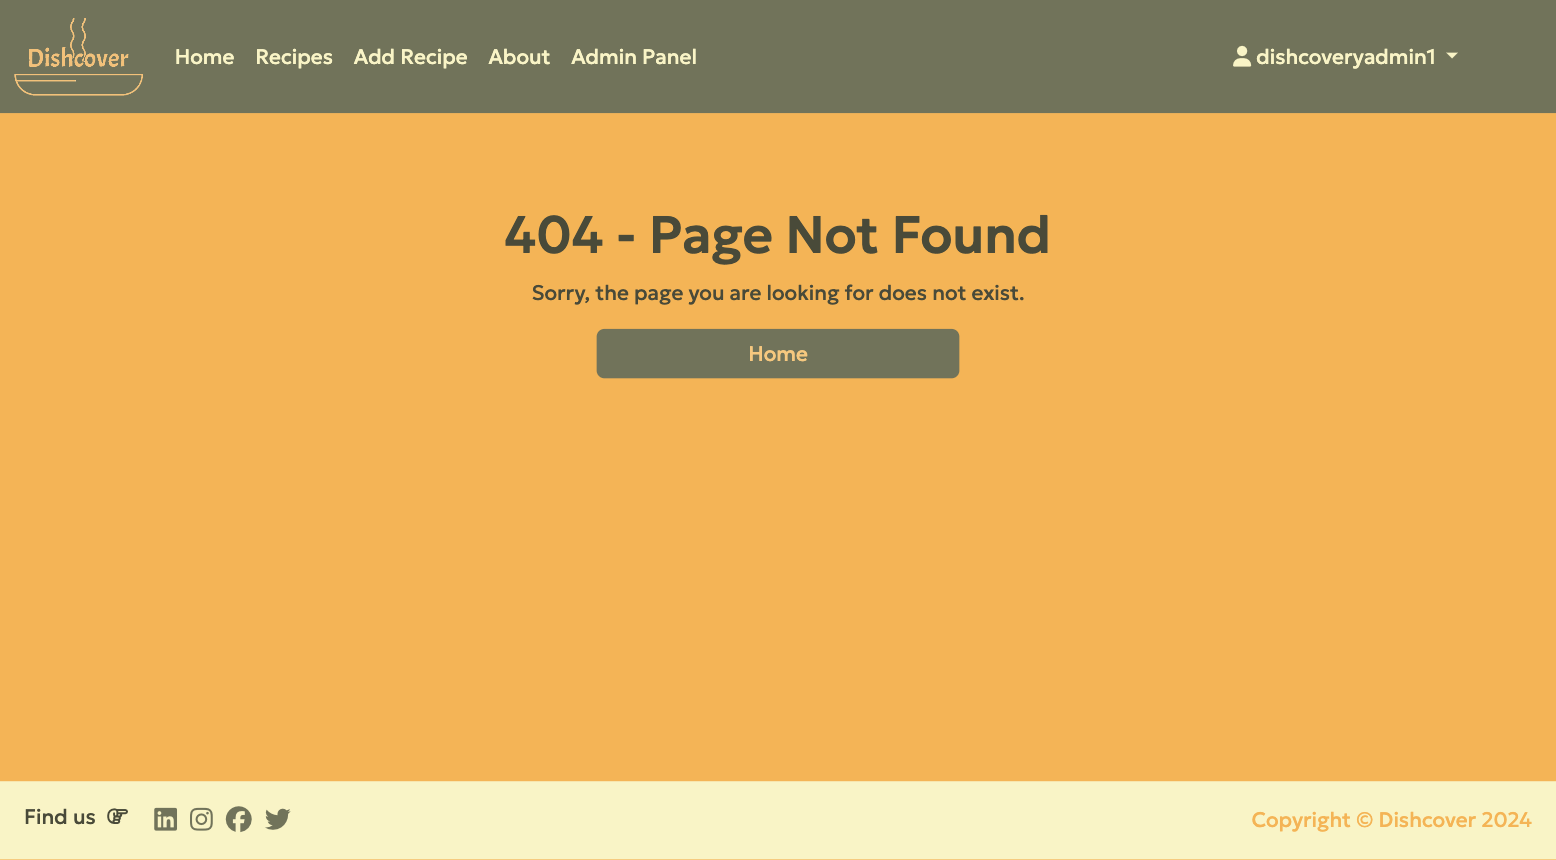 Dishcover
Home Recipes Add Recipe About Admin Panel
dishcoveryadmin1
404 - Page Not Found
Sorry, the page you are looking for does not exist.
Home
Find us
Copyright © Dishcover 2024